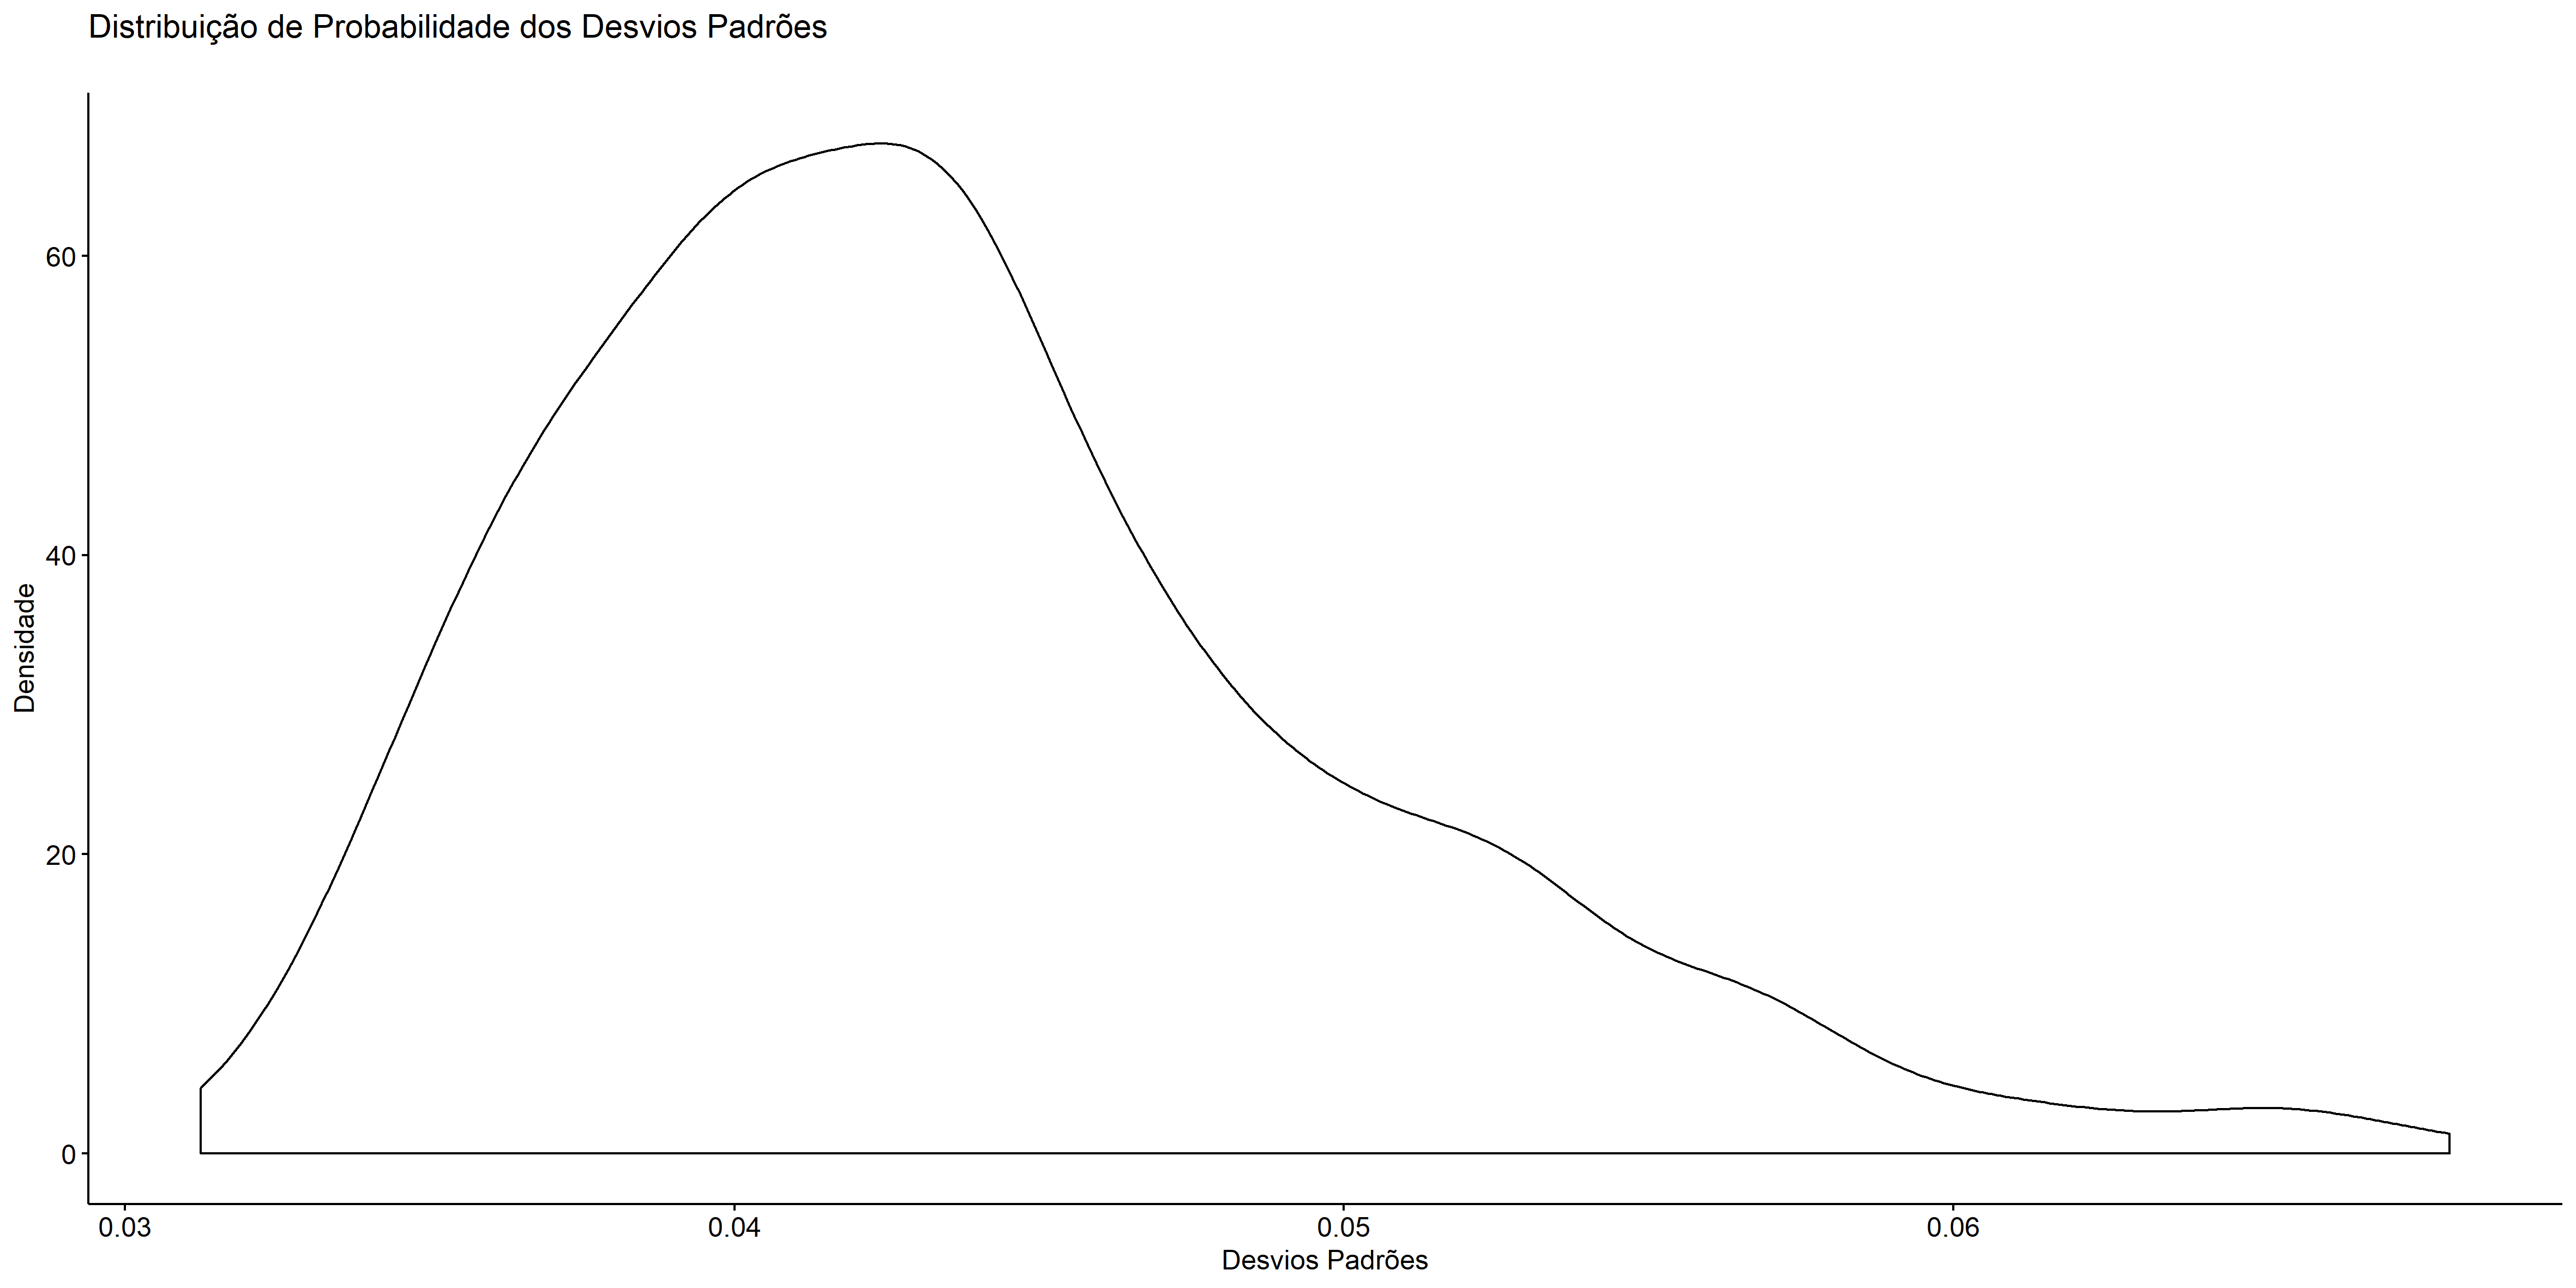 Distribuição de Probabilidade dos Desvios Padrões
60
40
20
0
Densidade
0.03 0.04 0.05 0.06
Desvios Padrões